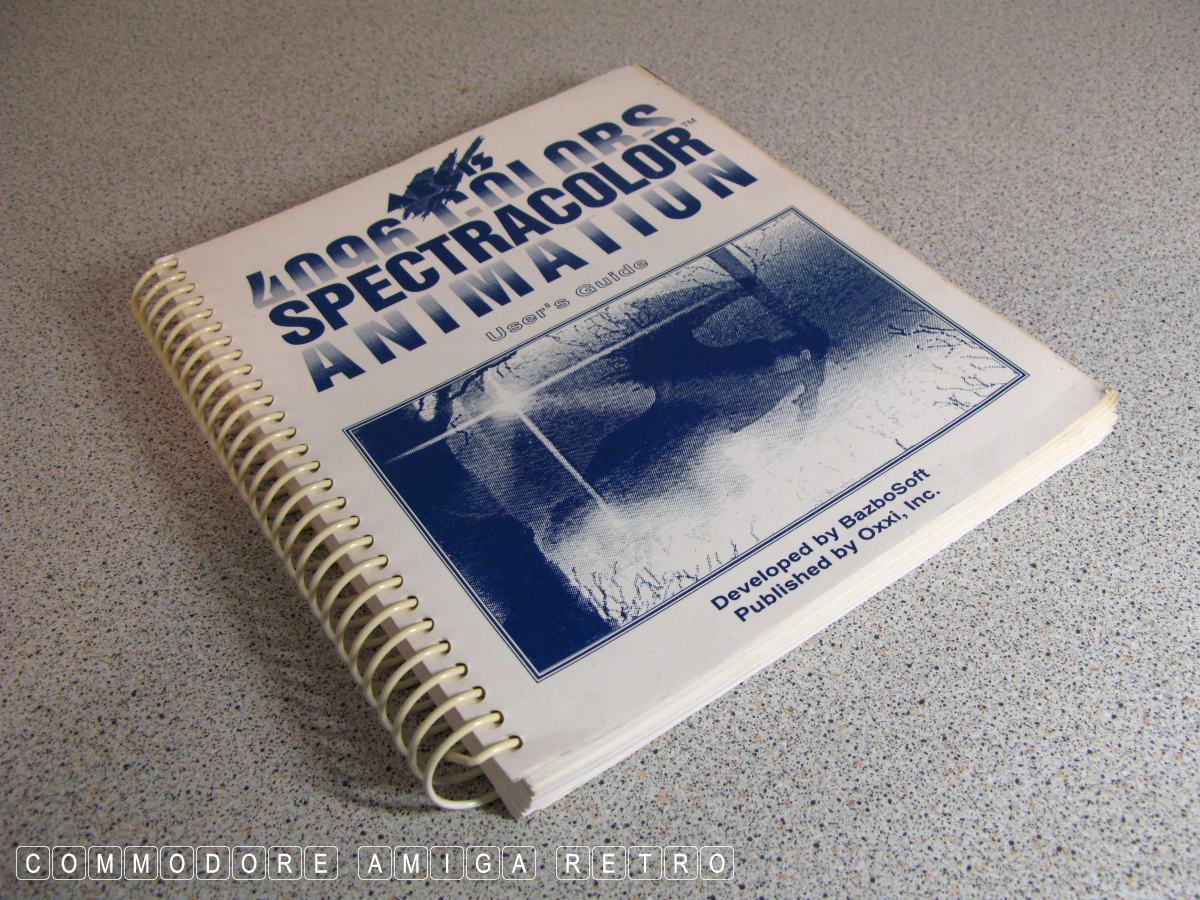 4096 COLORS
SPECTRACOLOR™
ANIMATION
User's Guide
Developed by BazboSoft
Published by Oxxi, Inc.
COMMODORE AMIGA RETRO